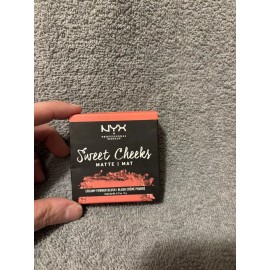 NYX
PROFESSIONAL
MAKEUP
Sweet Cheeks
MATTE | MAT
CREAMY POWDER BLUSH / BLUSH CRÈME POUDRE